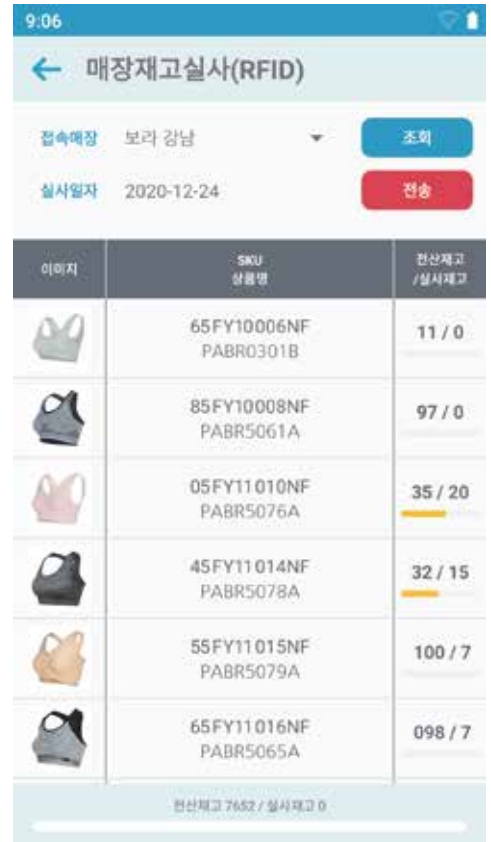 9:06
매장재고실사(RFID)
접속매장 보라 강남 조회
실사일자 2020-12-24 전송
이미지 SKU 상품명 전산재고 /실사재고
65FY10006NF 11 / 0
PABR0301B
85FY10008NF 97 / 0
PABR5061A
05FY11010NF 35 / 20
PABR5076A
45FY11014NF 32 / 15
PABR5078A
55FY11015NF 100 / 7
PABR5079A
65FY11016NF 098 / 7
PABR5065A
전산재고 7652 / 실사재고 0